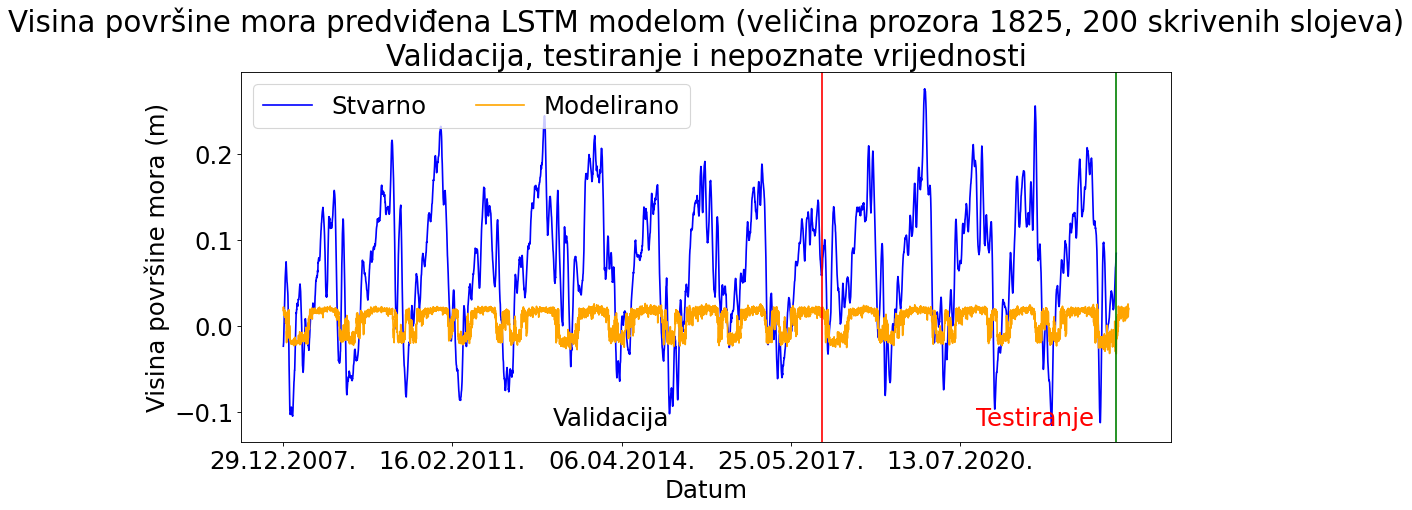 Visina površine mora predviđena LSTM modelom (veličina prozora 1825, 200 skrivenih slojeva)
Validacija, testiranje i nepoznate vrijednosti
Stvarno
Modelirano
Visina površine mora (m)
0.2
0.1
0.0
−0.1
Validacija
Testiranje
29.12.2007.
16.02.2011.
06.04.2014.
25.05.2017.
13.07.2020.
Datum